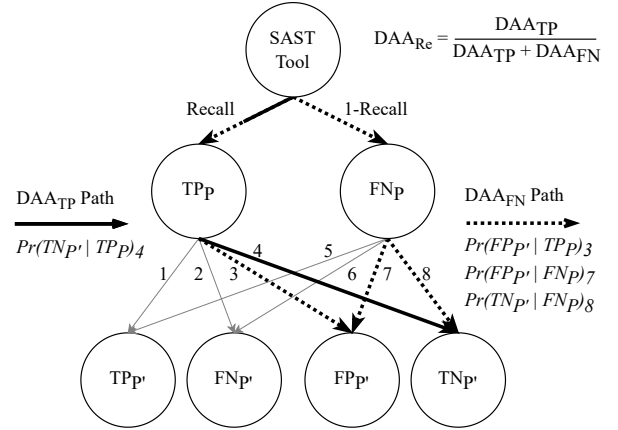 SAST
Tool
DAA_Re = DAA_TP / DAA_TP + DAA_FN
Recall
1-Recall
TP_P
FN_P
DAA_TP Path
Pr(TN_P' | TP_P)_4
DAA_FN Path
Pr(FP_P' | TP_P)_3
Pr(FP_P' | FN_P)_7
Pr(TN_P' | FN_P)_8
1 2 3 4 5 6 7 8
TP_P'
FN_P'
FP_P'
TN_P'